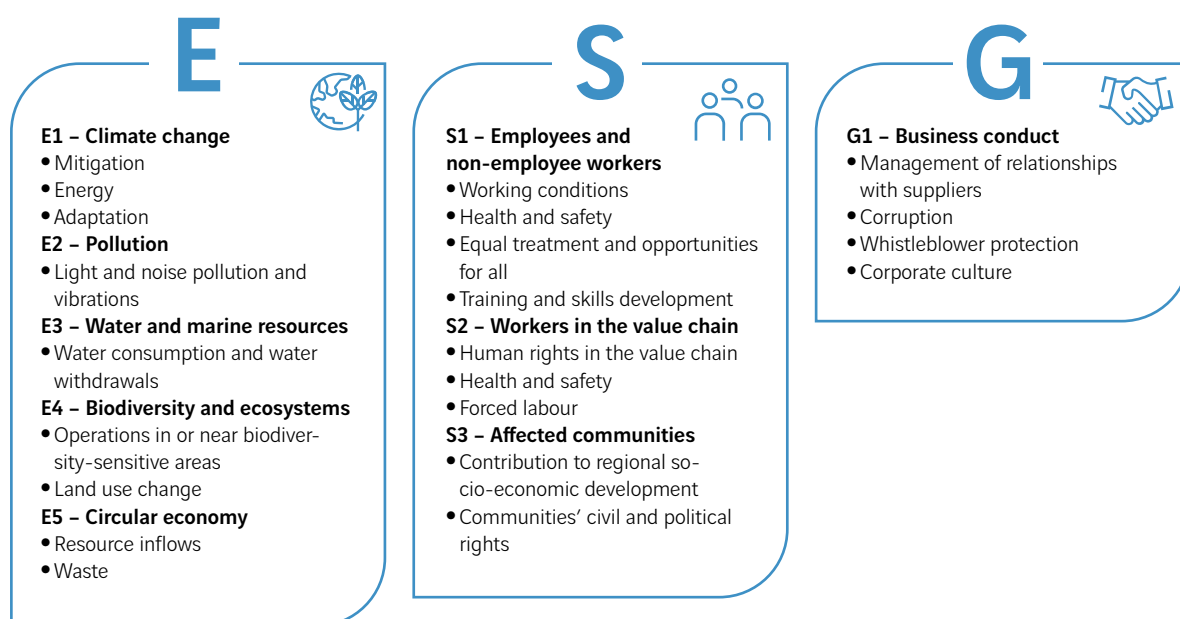 E
E1 – Climate change
• Mitigation
• Energy
• Adaptation
E2 – Pollution
• Light and noise pollution and
vibrations
E3 – Water and marine resources
• Water consumption and water
withdrawals
E4 – Biodiversity and ecosystems
• Operations in or near biodiver-
sity-sensitive areas
• Land use change
E5 – Circular economy
• Resource inflows
• Waste
S
S1 – Employees and
non-employee workers
• Working conditions
• Health and safety
• Equal treatment and opportunities
for all
• Training and skills development
S2 – Workers in the value chain
• Human rights in the value chain
• Health and safety
• Forced labour
S3 – Affected communities
• Contribution to regional so-
cio-economic development
• Communities’ civil and political
rights
G
G1 – Business conduct
• Management of relationships
with suppliers
• Corruption
• Whistleblower protection
• Corporate culture